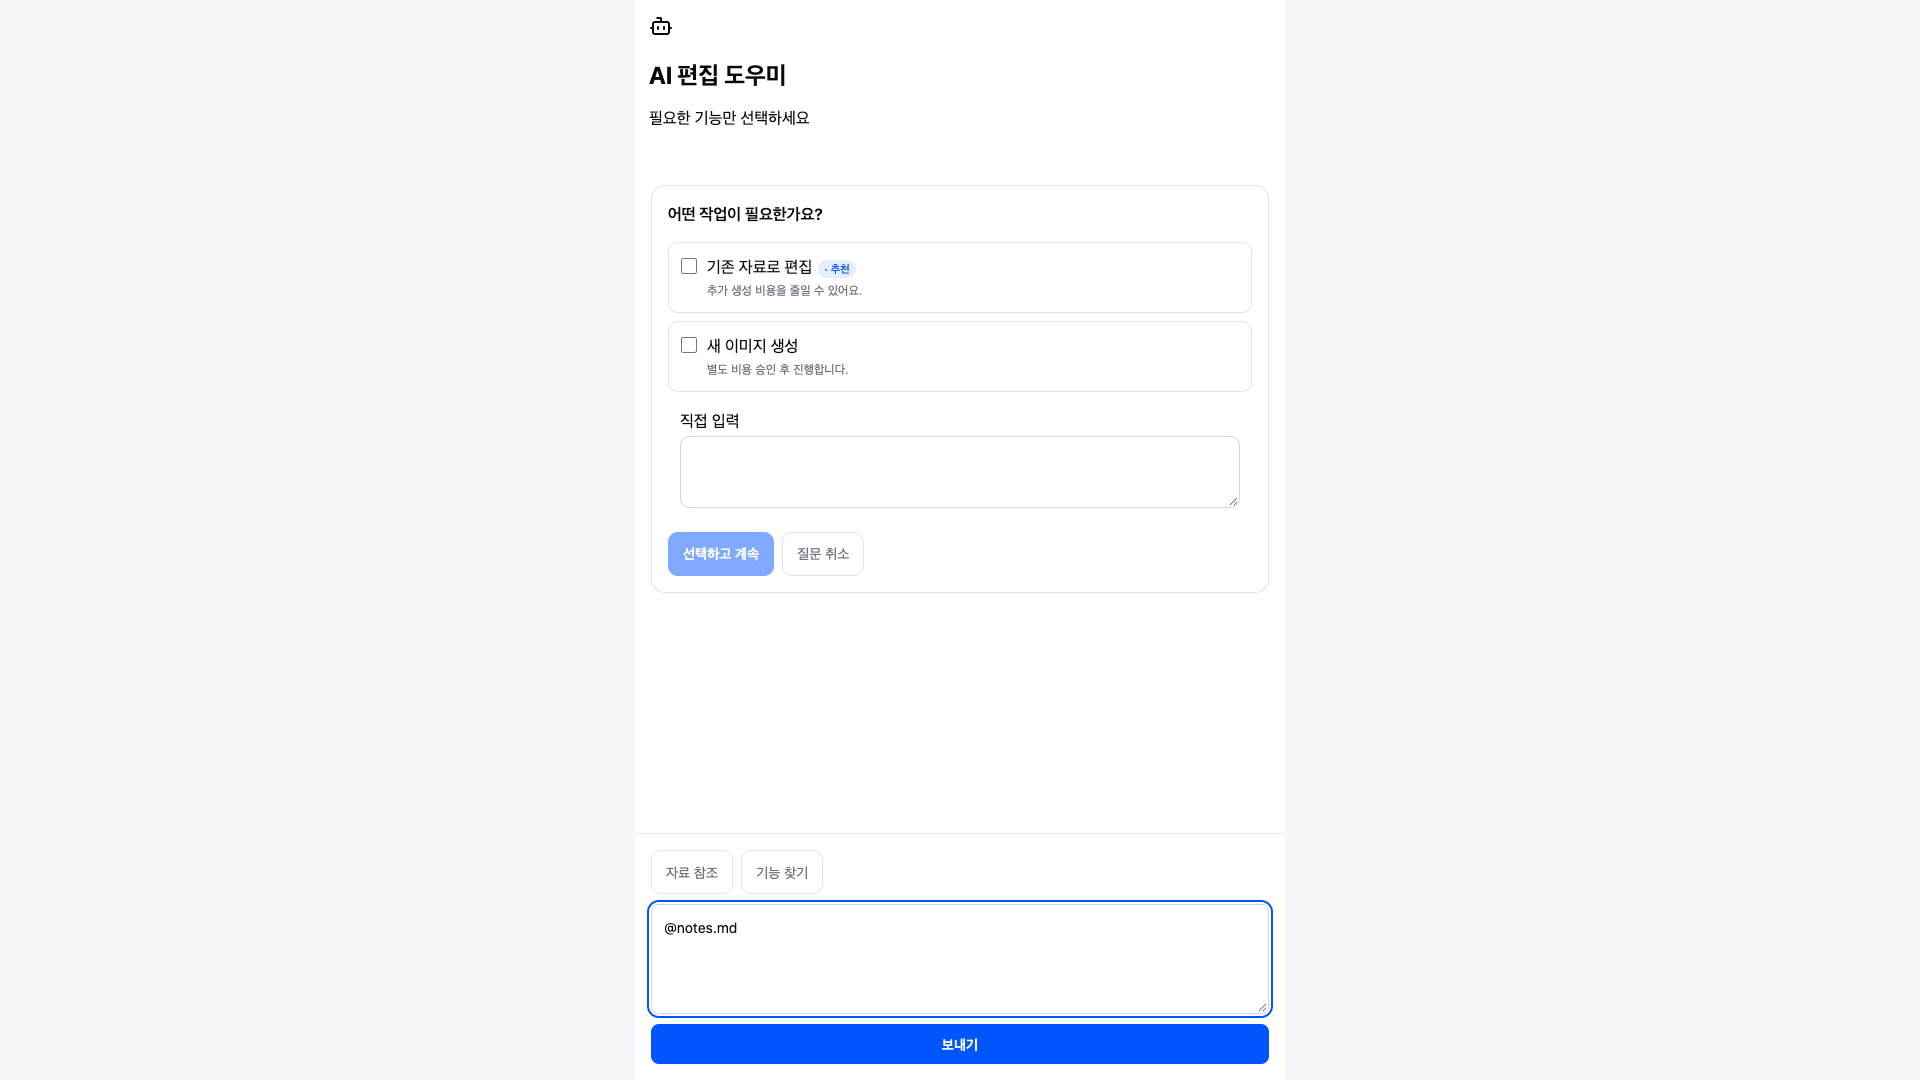 AI 편집 도우미
필요한 기능만 선택하세요
어떤 작업이 필요한가요?
기존 자료로 편집 · 추천
추가 생성 비용을 줄일 수 있어요.
새 이미지 생성
별도 비용 승인 후 진행합니다.
직접 입력
선택하고 계속 질문 취소
자료 참조 기능 찾기
@notes.md
보내기